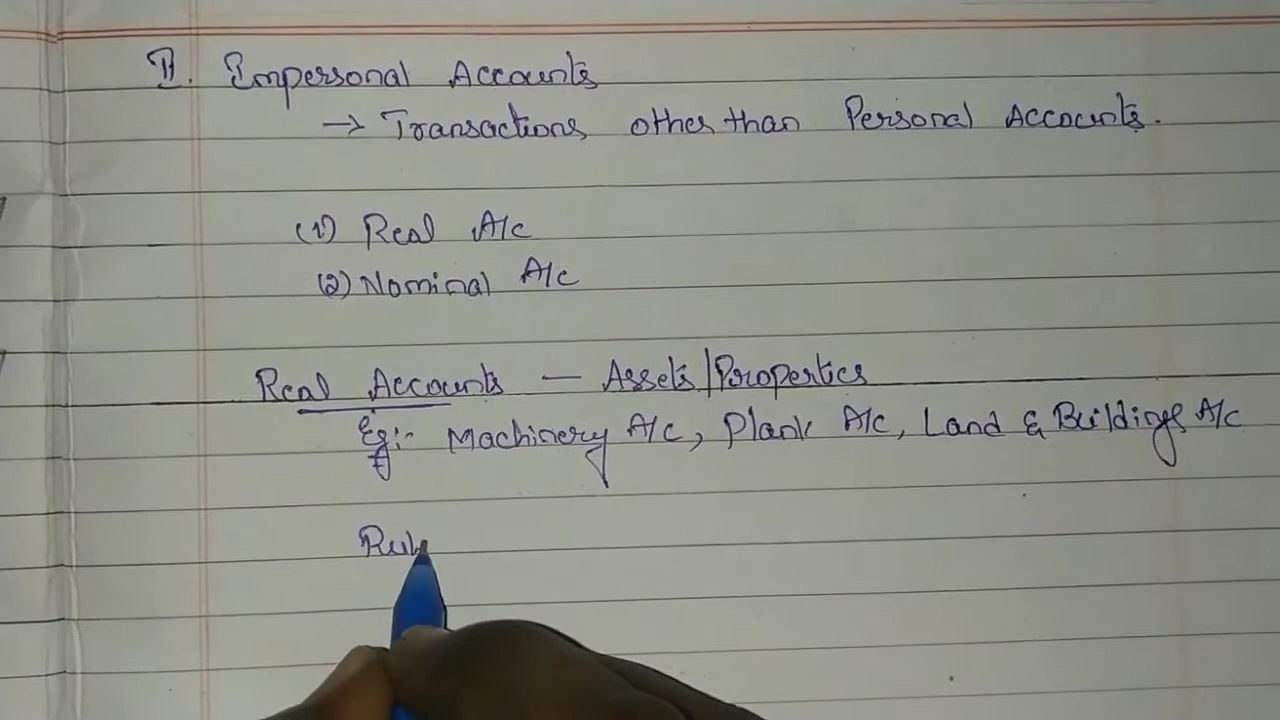 II. Impersonal Accounts
→ Transactions other than Personal Accounts.
(1) Real A/c
(2) Nominal A/c
Real Accounts — Assets/Properties
Eg:- Machinery A/c, Plant A/c, Land & Buildings A/c
Rul